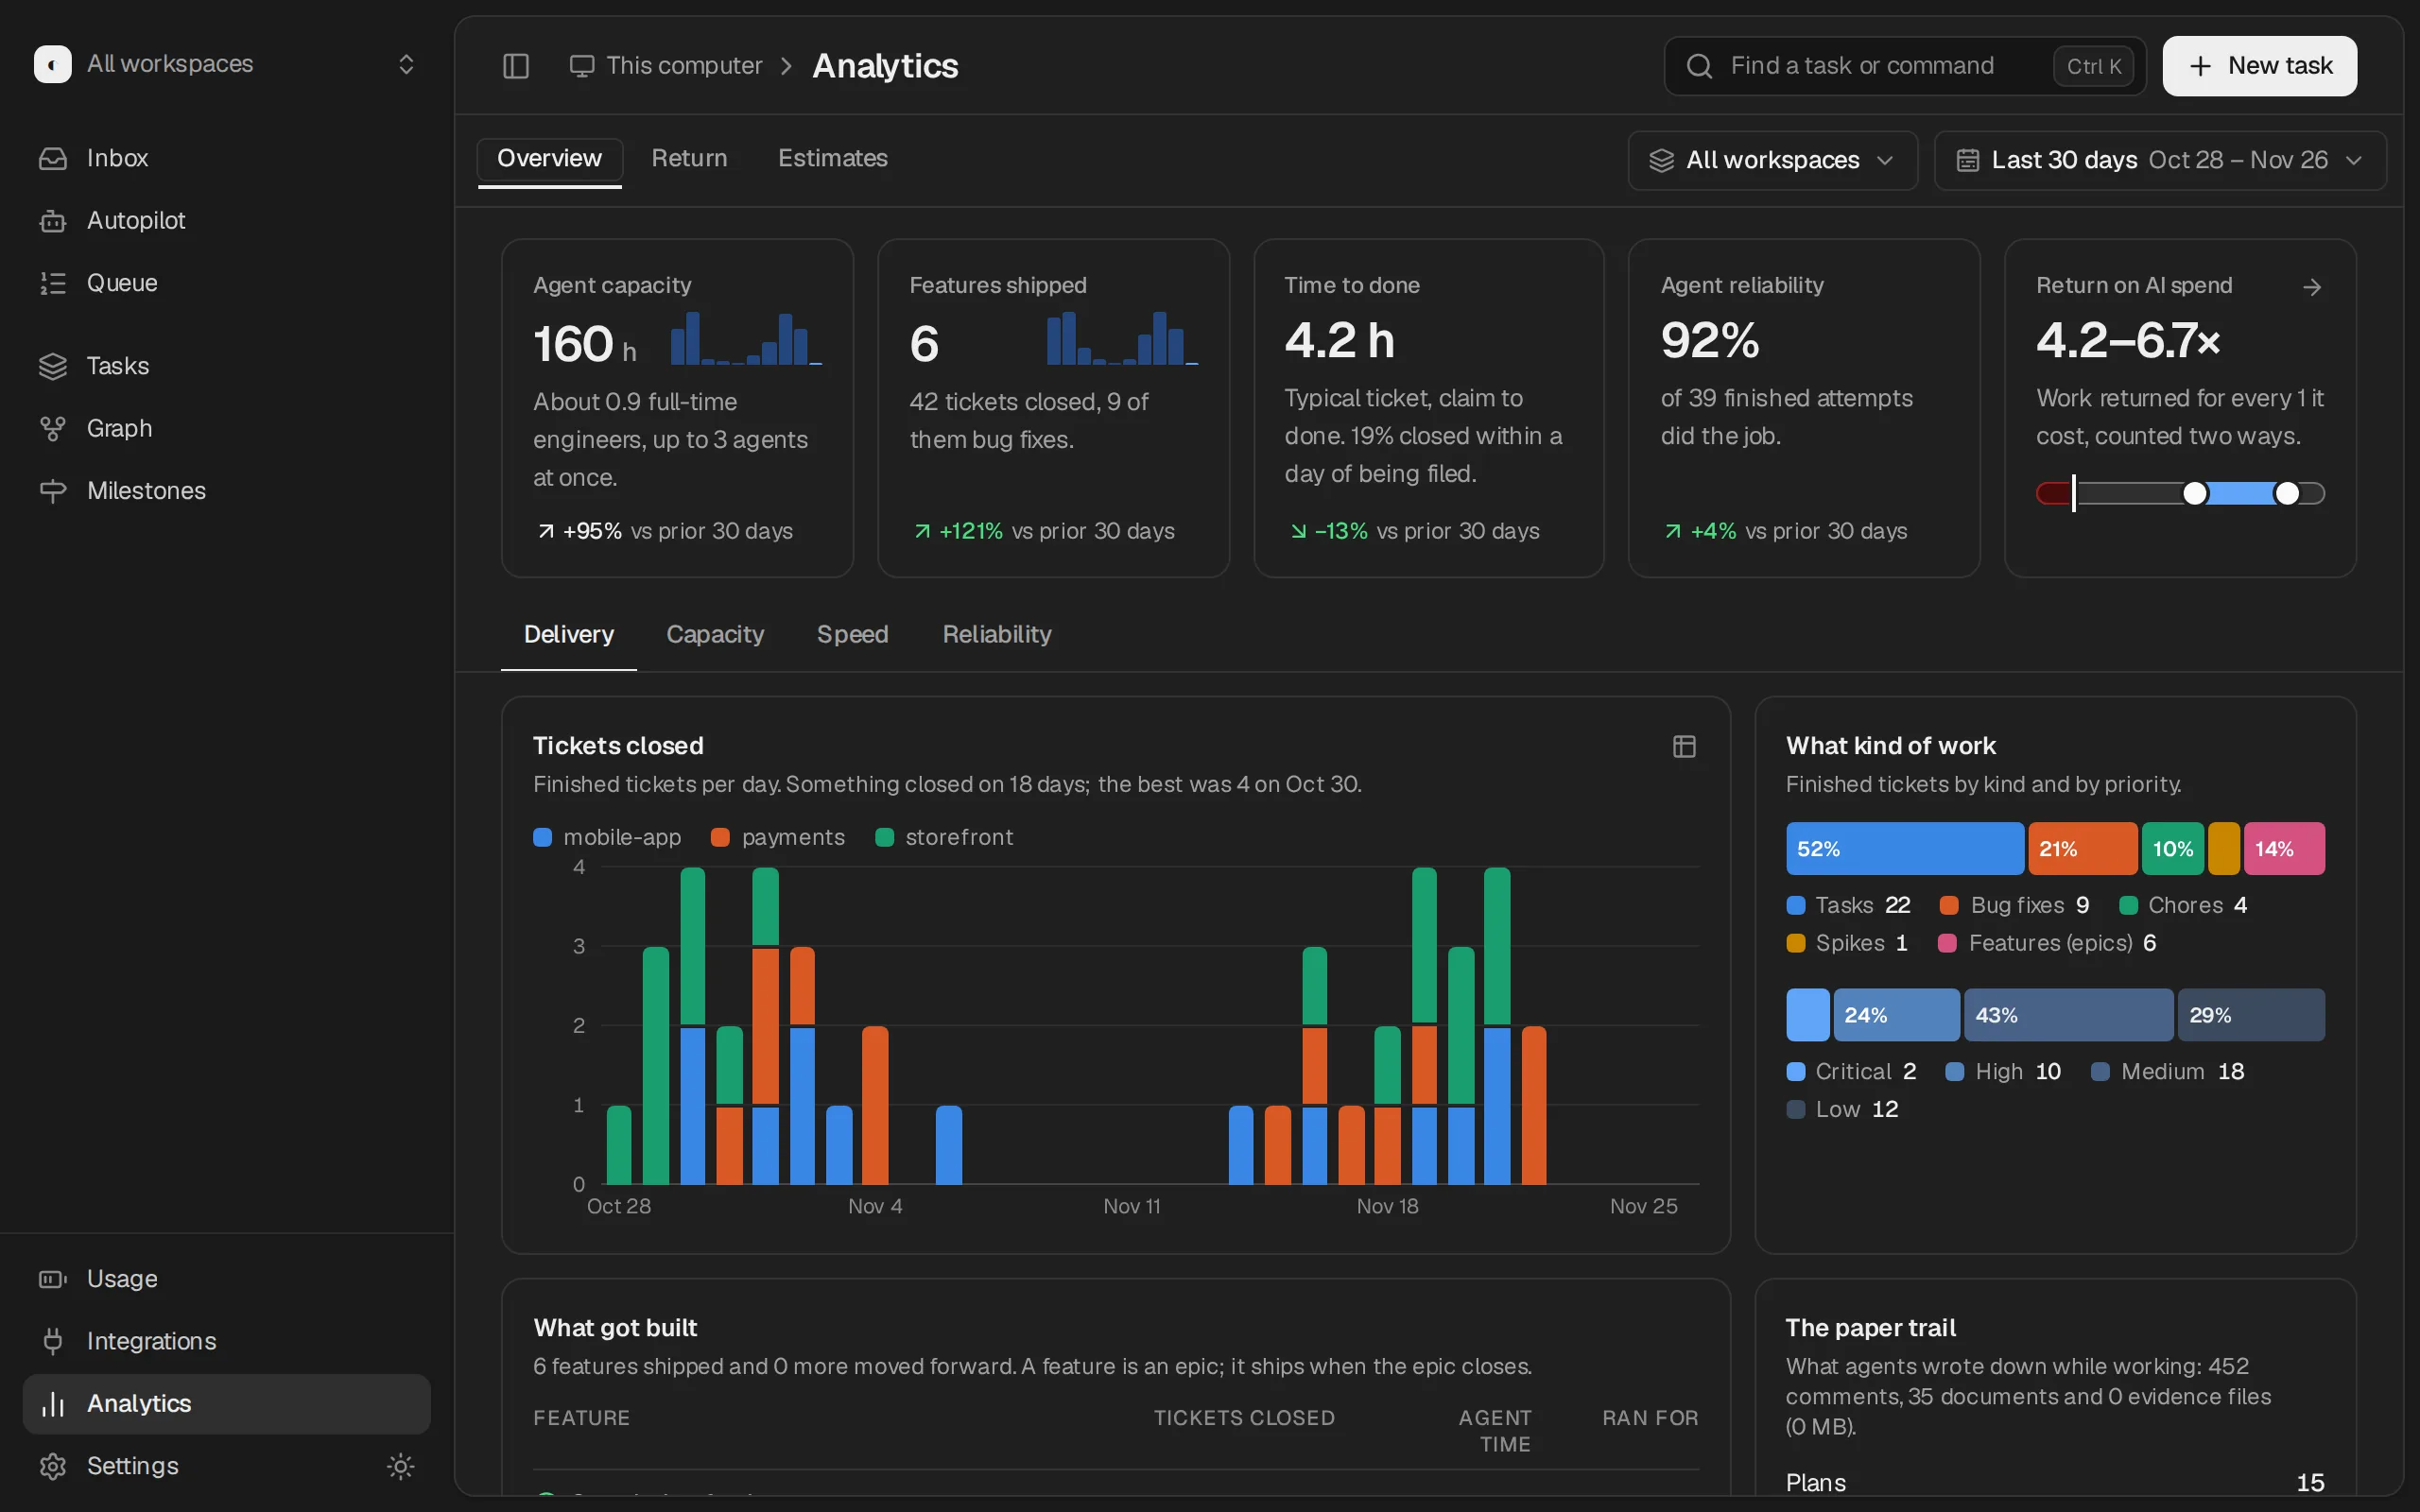 All workspaces
Inbox
Autopilot
Queue
Tasks
Graph
Milestones
Usage
Integrations
Analytics
Settings
This computer
Analytics
Find a task or command
Ctrl K
New task
Overview
Return
Estimates
All workspaces
Last 30 days Oct 28 – Nov 26
Agent capacity
160 h
About 0.9 full-time
engineers, up to 3 agents
at once.
+95% vs prior 30 days
Features shipped
6
42 tickets closed, 9 of
them bug fixes.
+121% vs prior 30 days
Time to done
4.2 h
Typical ticket, claim to
done. 19% closed within a
day of being filed.
−13% vs prior 30 days
Agent reliability
92%
of 39 finished attempts
did the job.
+4% vs prior 30 days
Return on AI spend
4.2–6.7×
Work returned for every 1 it
cost, counted two ways.
Delivery
Capacity
Speed
Reliability
Tickets closed
Finished tickets per day. Something closed on 18 days; the best was 4 on Oct 30.
mobile-app
payments
storefront
4
3
2
1
0
Oct 28
Nov 4
Nov 11
Nov 18
Nov 25
What kind of work
Finished tickets by kind and by priority.
52%
21%
10%
14%
Tasks 22
Bug fixes 9
Chores 4
Spikes 1
Features (epics) 6
24%
43%
29%
Critical 2
High 10
Medium 18
Low 12
What got built
6 features shipped and 0 more moved forward. A feature is an epic; it ships when the epic closes.
FEATURE
TICKETS CLOSED
AGENT
TIME
RAN FOR
The paper trail
What agents wrote down while working: 452
comments, 35 documents and 0 evidence files
(0 MB).
Plans 15